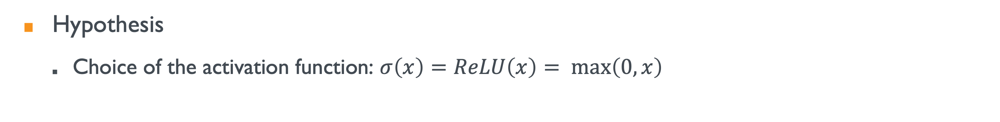 Hypothesis
Choice of the activation function: σ(x) = ReLU(x) = max(0, x)